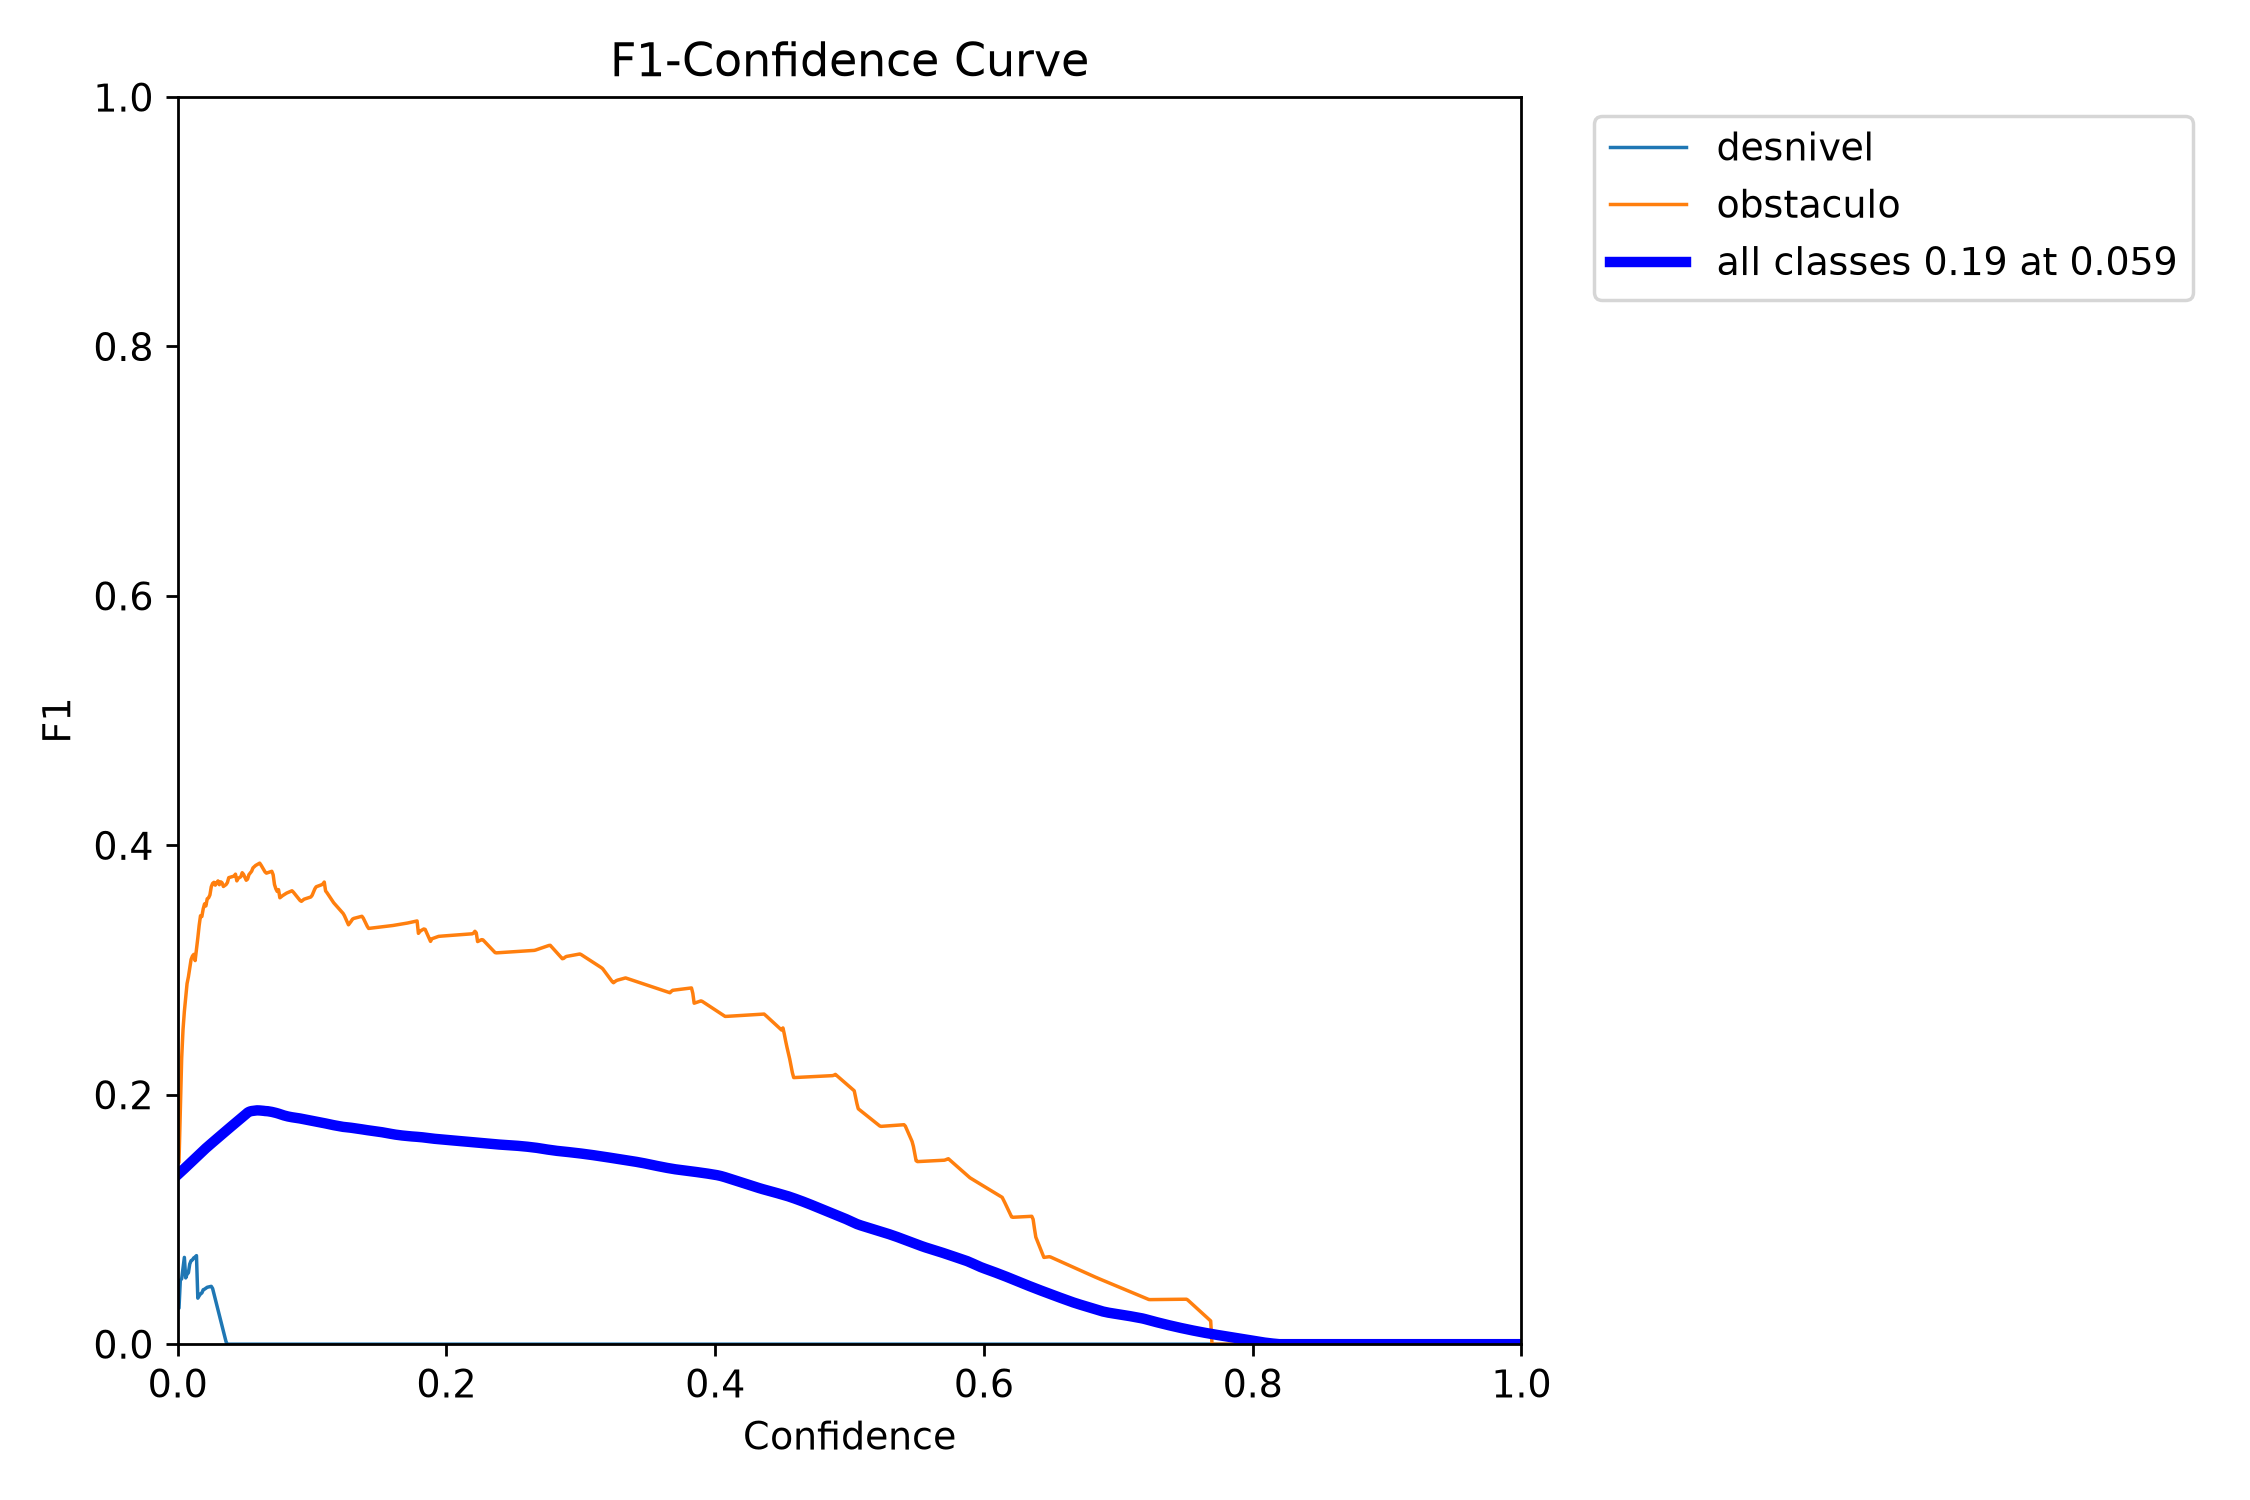 F1-Confidence Curve
1.0
0.8
0.6
0.4
0.2
0.0
F1
0.0 0.2 0.4 0.6 0.8 1.0
Confidence
desnivel
obstaculo
all classes 0.19 at 0.059